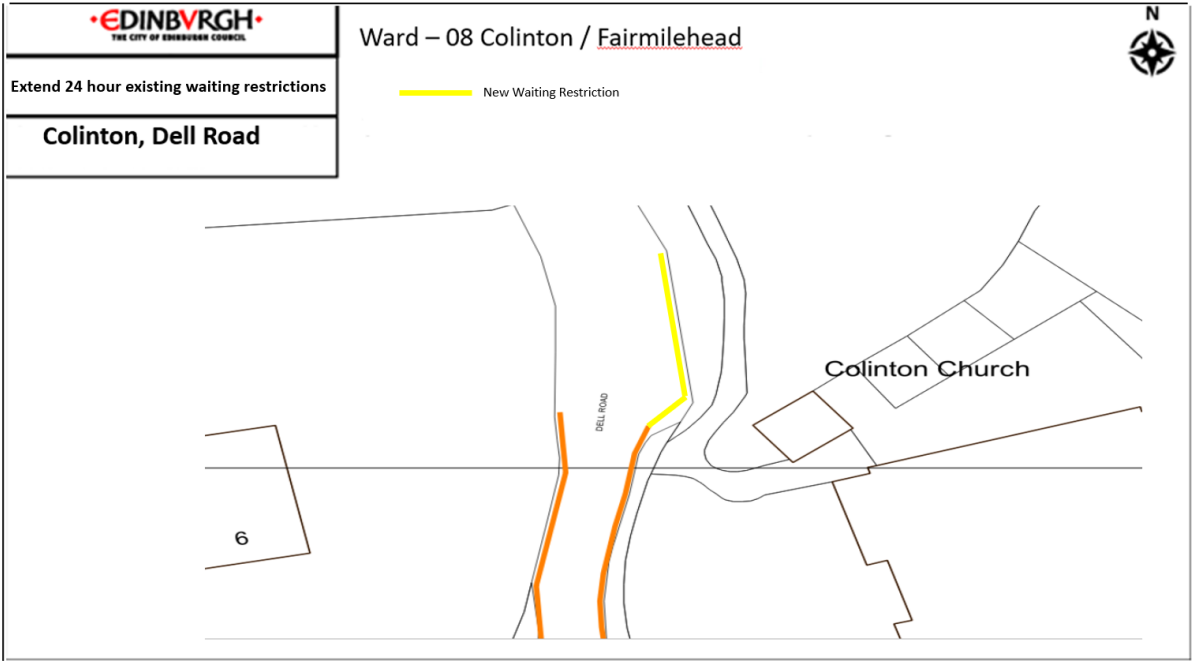 EDINBVRGH
THE CITY OF EDINBURGH COUNCIL
Extend 24 hour existing waiting restrictions
Colinton, Dell Road
Ward – 08 Colinton / Fairmilehead
New Waiting Restriction
N
DELL ROAD
Colinton Church
6